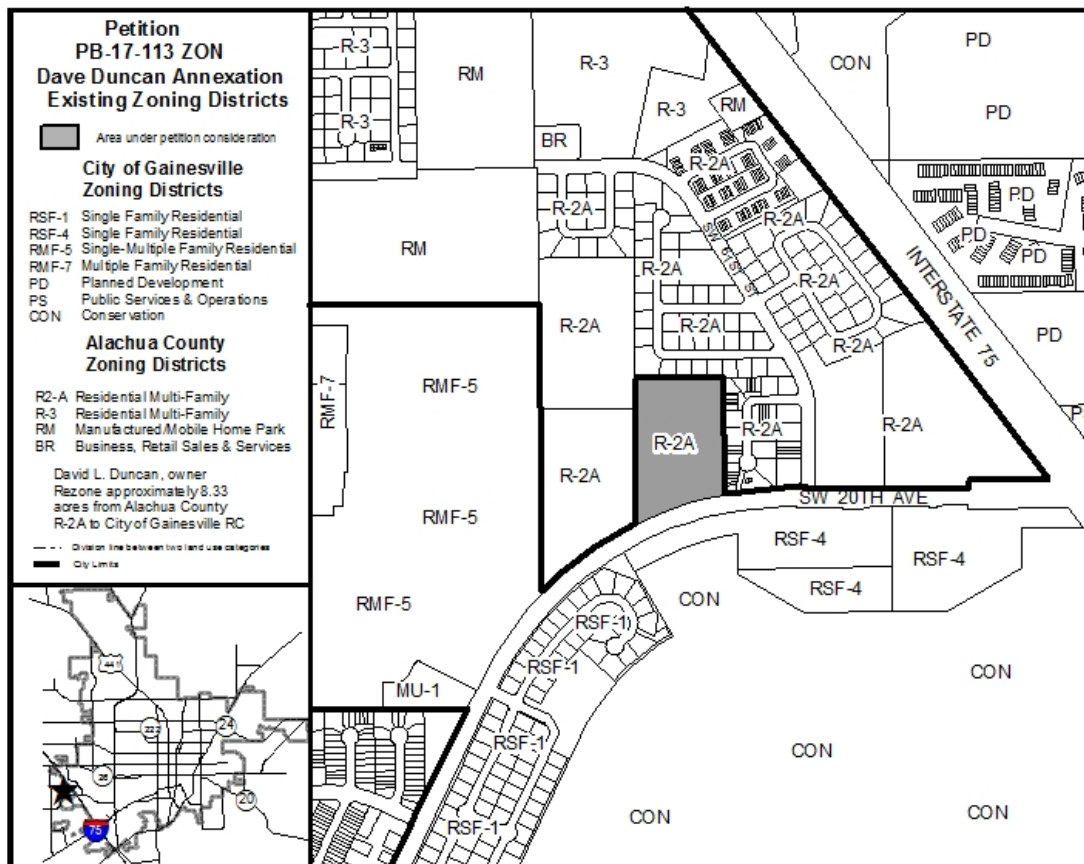 Petition
PB-17-113 ZON
Dave Duncan Annexation
Existing Zoning Districts
Area under petition consideration
City of Gainesville
Zoning Districts
RSF-1 Single Family Residential
RSF-4 Single Family Residential
RMF-5 Single-Multiple Family Residential
RMF-7 Multiple Family Residential
PD Planned Development
PS Public Services & Operations
CON Conservation
Alachua County
Zoning Districts
R2-A Residential Multi-Family
R-3 Residential Multi-Family
RM Manufactured/Mobile Home Park
BR Business, Retail Sales & Services
David L. Duncan, owner
Rezone approximately 8.33
acres from Alachua County
R-2A to City of Gainesville RC
Division line between two land use categories
City Limits
441
222
24
26
20
75
R-3
R-3
RM
R-3
R-3
RM
BR
R-2A
R-2A
R-2A
R-2A
RM
SW 61ST ST
R-2A
R-2A
R-2A
R-2A
CON
PD
PD
PD
PD
PD
PD
INTERSTATE 75
RMF-7
RMF-5
R-2A
R-2A
R-2A
R-2A
R-2A
RMF-5
SW 20TH AVE
RSF-4
RSF-4
RSF-4
RMF-5
CON
RSF-1
RSF-1
MU-1
CON
RSF-1
CON
RSF-1
CON
CON